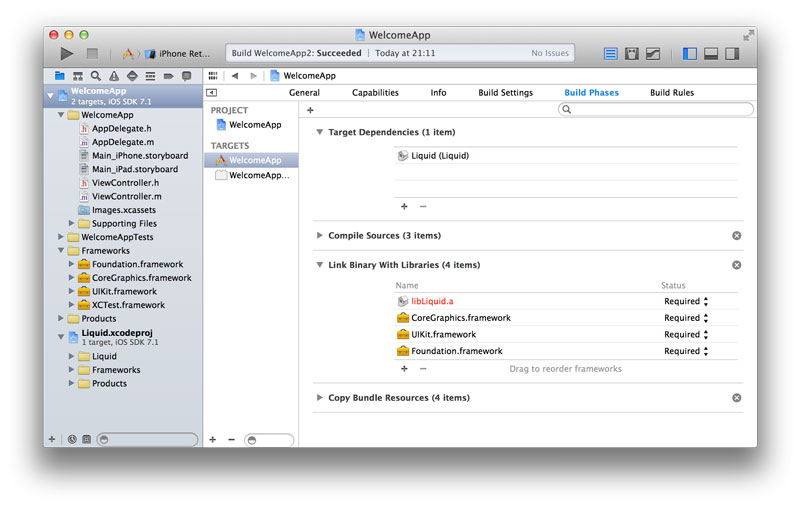 WelcomeApp
iPhone Ret...
Build WelcomeApp2: Succeeded | Today at 21:11
No Issues
WelcomeApp
2 targets, iOS SDK 7.1
WelcomeApp
AppDelegate.h
AppDelegate.m
Main_iPhone.storyboard
Main_iPad.storyboard
ViewController.h
ViewController.m
Images.xcassets
Supporting Files
WelcomeAppTests
Frameworks
Foundation.framework
CoreGraphics.framework
UIKit.framework
XCTest.framework
Products
Liquid.xcodeproj
1 target, iOS SDK 7.1
Liquid
Frameworks
Products
WelcomeApp
General Capabilities Info Build Settings Build Phases Build Rules
PROJECT
WelcomeApp
TARGETS
WelcomeApp
WelcomeApp...
Target Dependencies (1 item)
Liquid (Liquid)
Compile Sources (3 items)
Link Binary With Libraries (4 items)
Name Status
libLiquid.a Required
CoreGraphics.framework Required
UIKit.framework Required
Foundation.framework Required
Drag to reorder frameworks
Copy Bundle Resources (4 items)